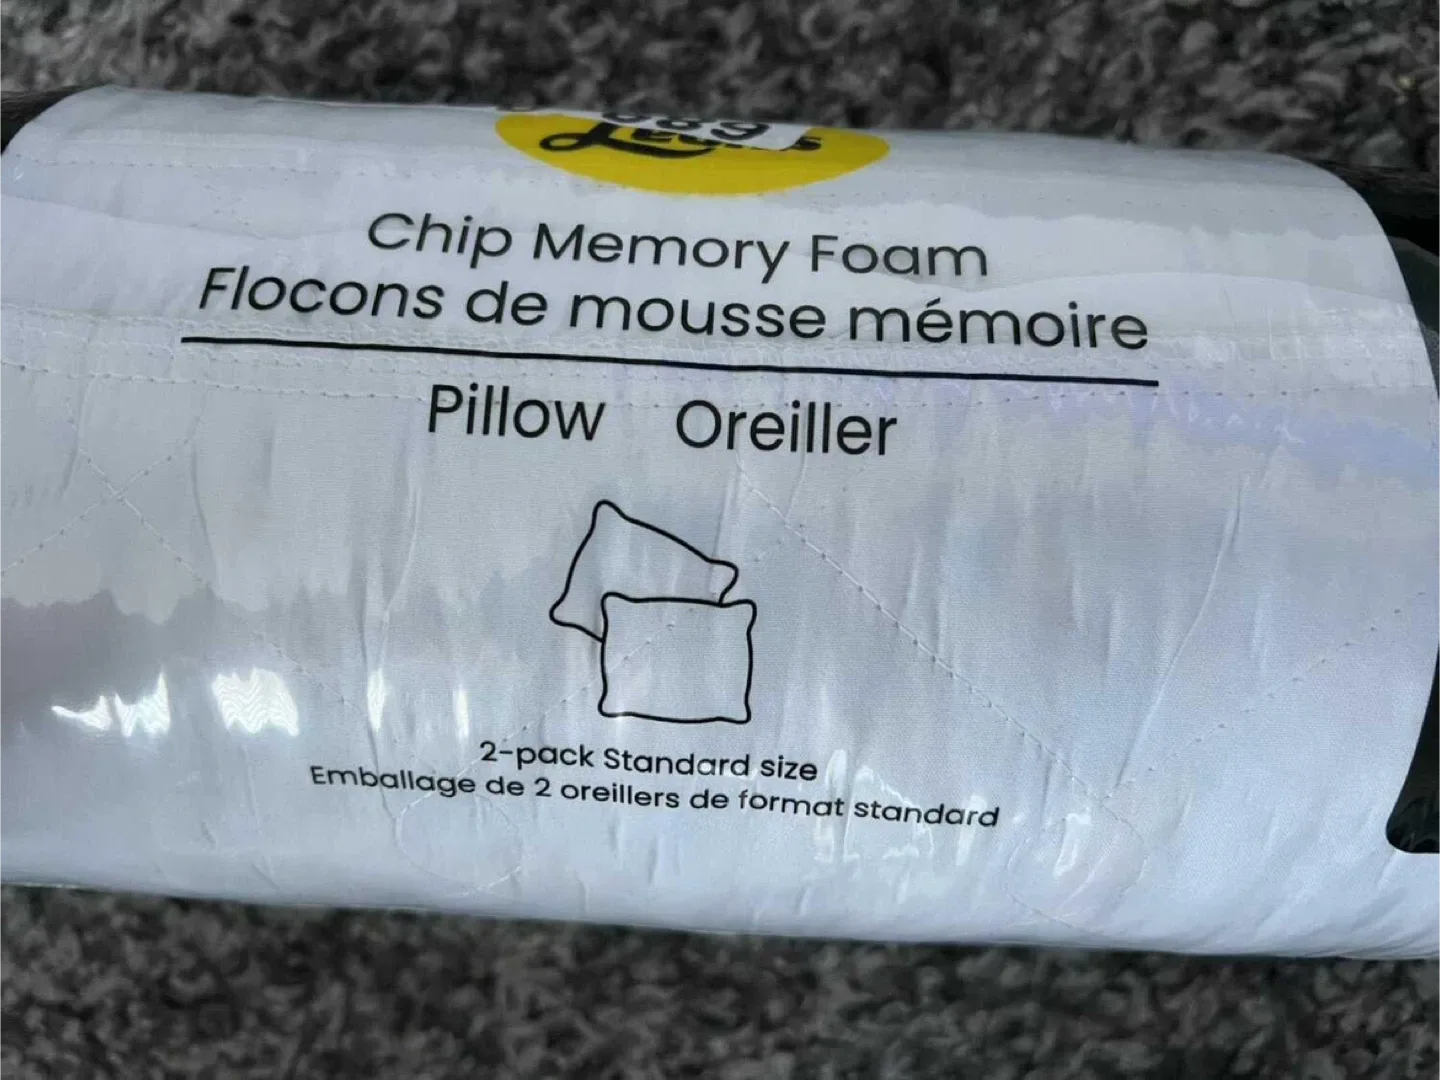 Chip Memory Foam
Flocons de mousse mémoire
Pillow Oreiller
2-pack Standard size
Emballage de 2 oreillers de format standard